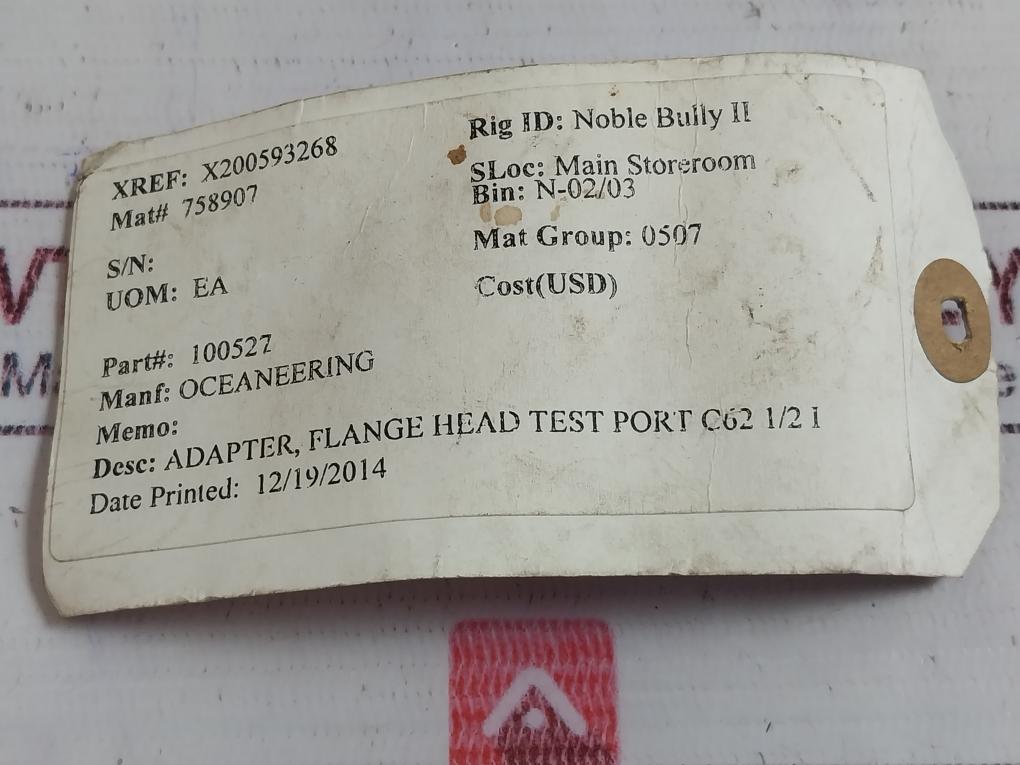 XREF: X200593268
Mat# 758907
S/N:
UOM: EA
Rig ID: Noble Bully II
SLoc: Main Storeroom
Bin: N-02/03
Mat Group: 0507
Cost(USD)
Part#: 100527
Manf: OCEANEERING
Memo:
Desc: ADAPTER, FLANGE HEAD TEST PORT C62 1/2 I
Date Printed: 12/19/2014